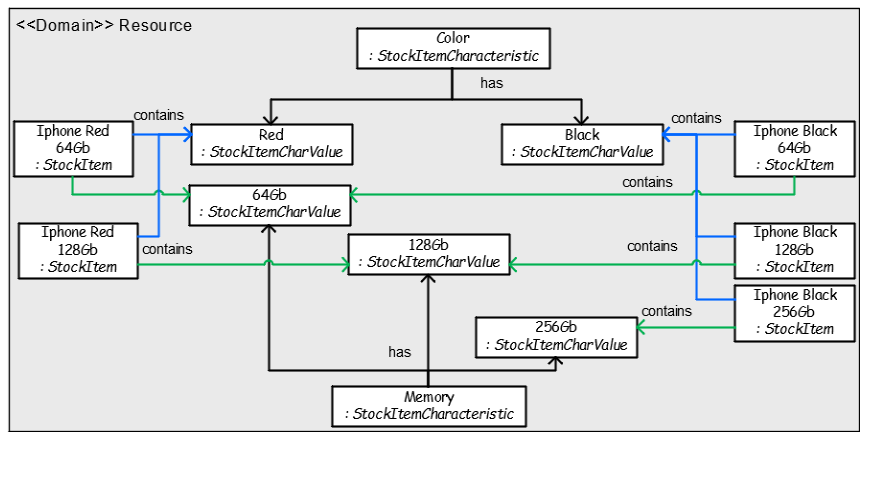 <<Domain>> Resource
Color
: StockItemCharacteristic
has
contains
contains
Iphone Red
64Gb
: StockItem
Red
: StockItemCharValue
Black
: StockItemCharValue
Iphone Black
64Gb
: StockItem
contains
64Gb
: StockItemCharValue
Iphone Red
128Gb
: StockItem
contains
128Gb
: StockItemCharValue
contains
Iphone Black
128Gb
: StockItem
Iphone Black
256Gb
: StockItem
contains
256Gb
: StockItemCharValue
has
Memory
: StockItemCharacteristic